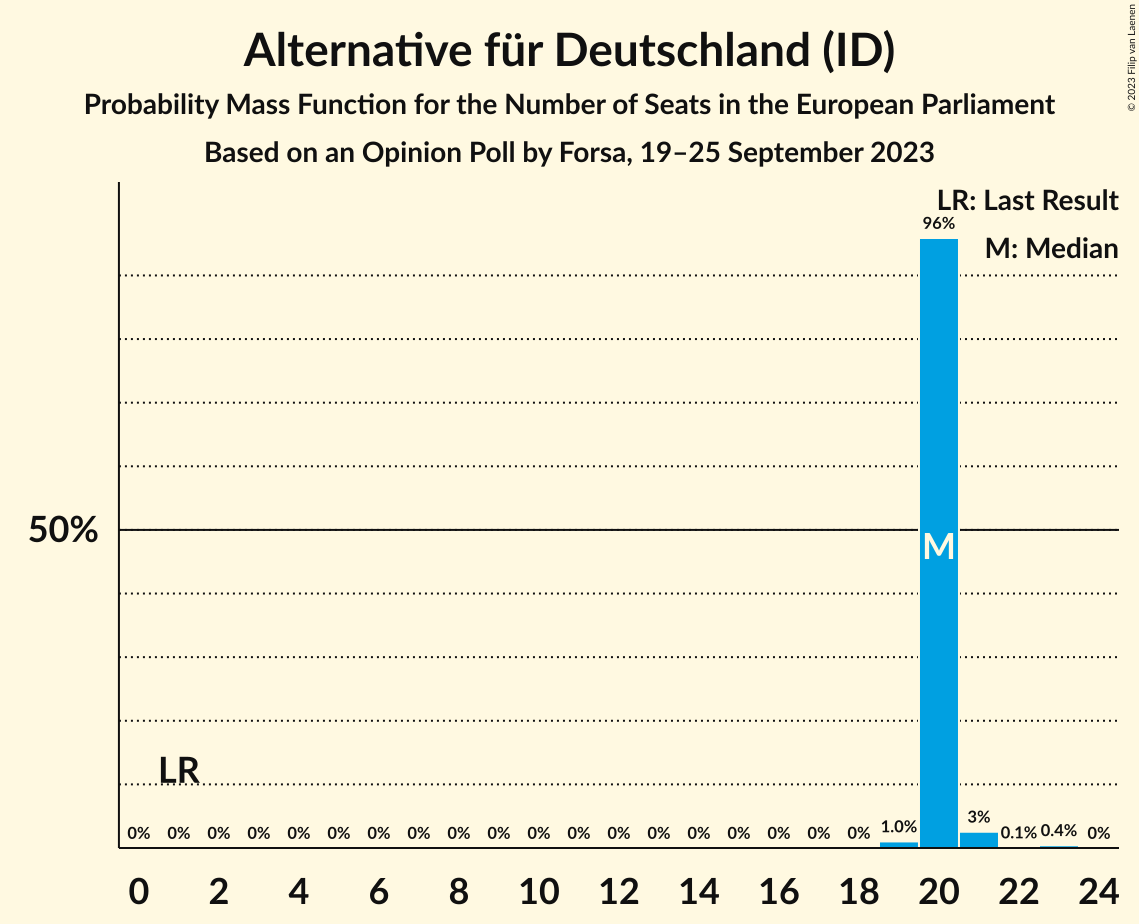 Alternative für Deutschland (ID)
Probability Mass Function for the Number of Seats in the European Parliament
Based on an Opinion Poll by Forsa, 19–25 September 2023
© 2023 Filip van Laenen
LR: Last Result
96%
M: Median
50%
M
LR
0% 0% 0% 0% 0% 0% 0% 0% 0% 0% 0% 0% 0% 0% 0% 0% 0% 0% 0% 1.0% 3% 0.1% 0.4% 0%
0 2 4 6 8 10 12 14 16 18 20 22 24